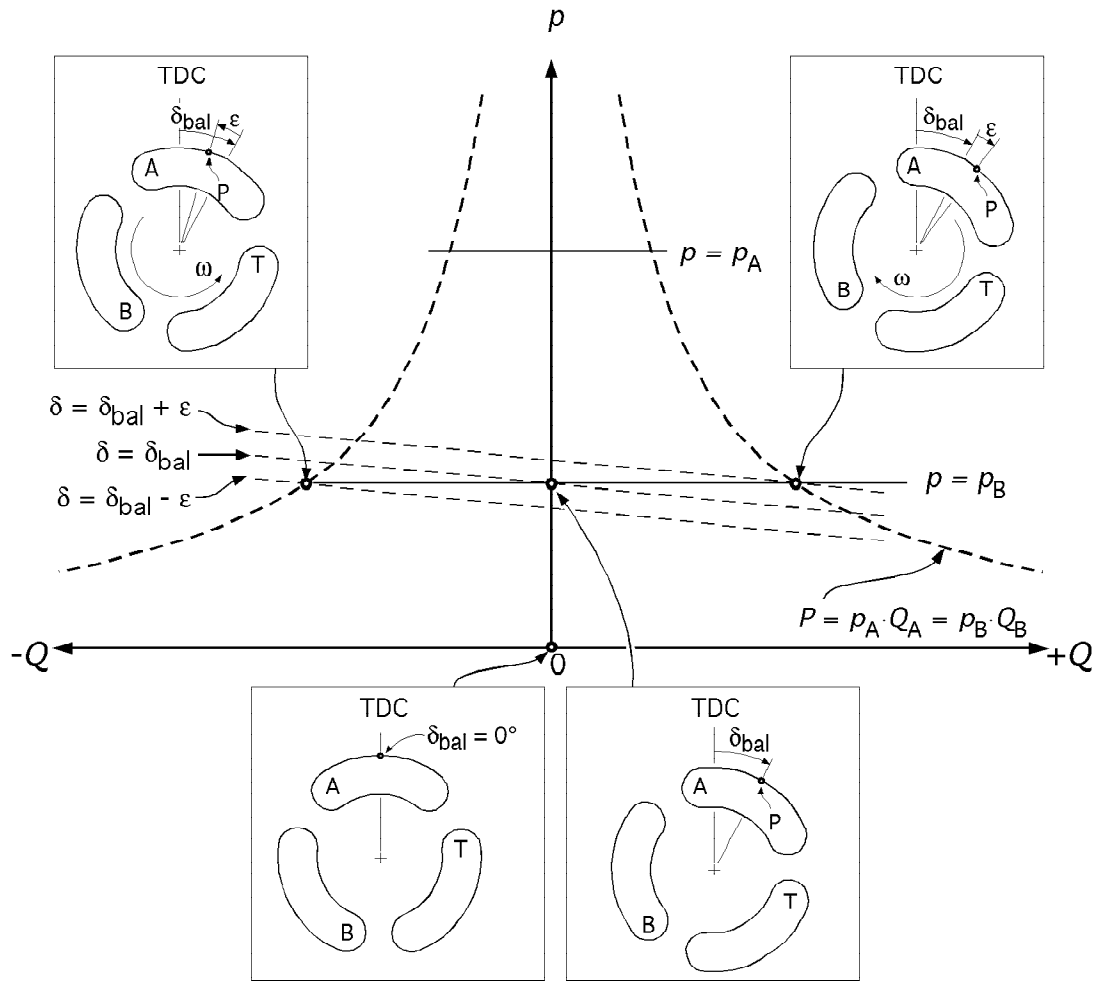 p
TDC
δbal
ε
A
P
B
T
ω
TDC
δbal
ε
A
P
B
T
ω
p = pA
δ = δbal + ε
δ = δbal
δ = δbal - ε
p = pB
P = pA·QA = pB·QB
-Q
0
+Q
TDC
δbal = 0°
A
T
B
TDC
δbal
A
P
T
B